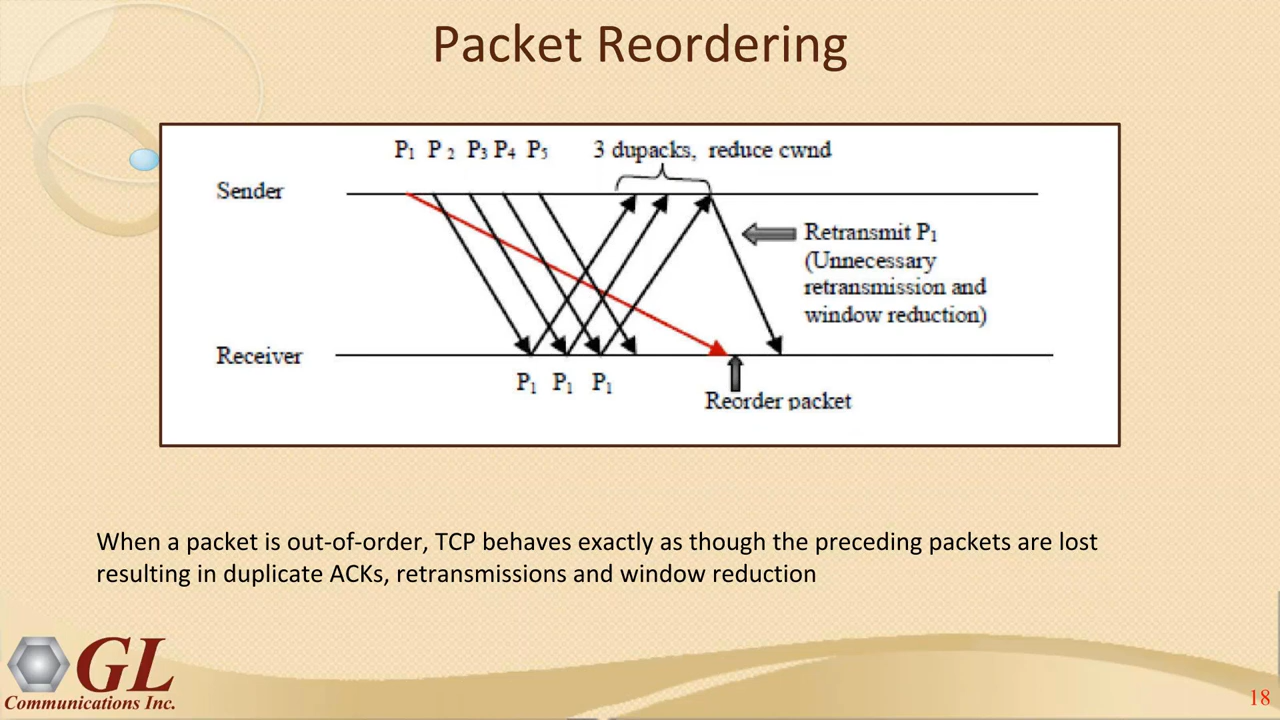 Packet Reordering
P₁ P ₂ P₃ P₄ P₅ 3 dupacks, reduce cwnd
Sender
Retransmit P₁
(Unnecessary
retransmission and
window reduction)
Receiver
P₁ P₁ P₁
Reorder packet
When a packet is out-of-order, TCP behaves exactly as though the preceding packets are lost
resulting in duplicate ACKs, retransmissions and window reduction
GL
Communications Inc.
18